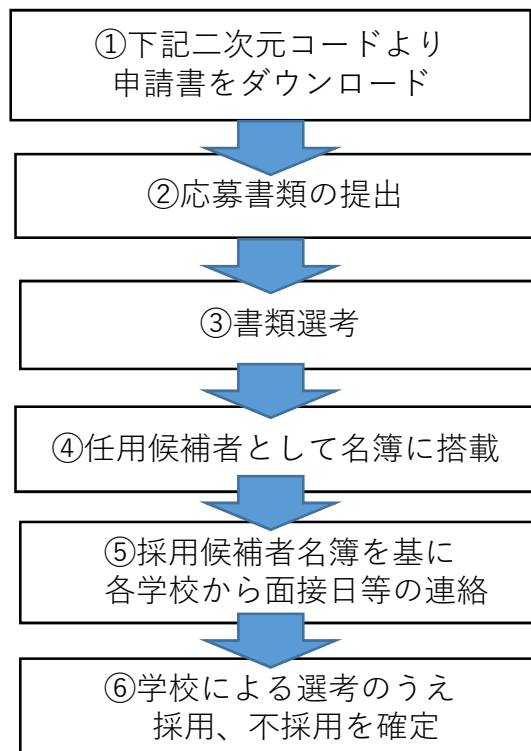 ①下記二次元コードより
申請書をダウンロード
②応募書類の提出
③書類選考
④任用候補者として名簿に搭載
⑤採用候補者名簿を基に
各学校から面接日等の連絡
⑥学校による選考のうえ
採用、不採用を確定